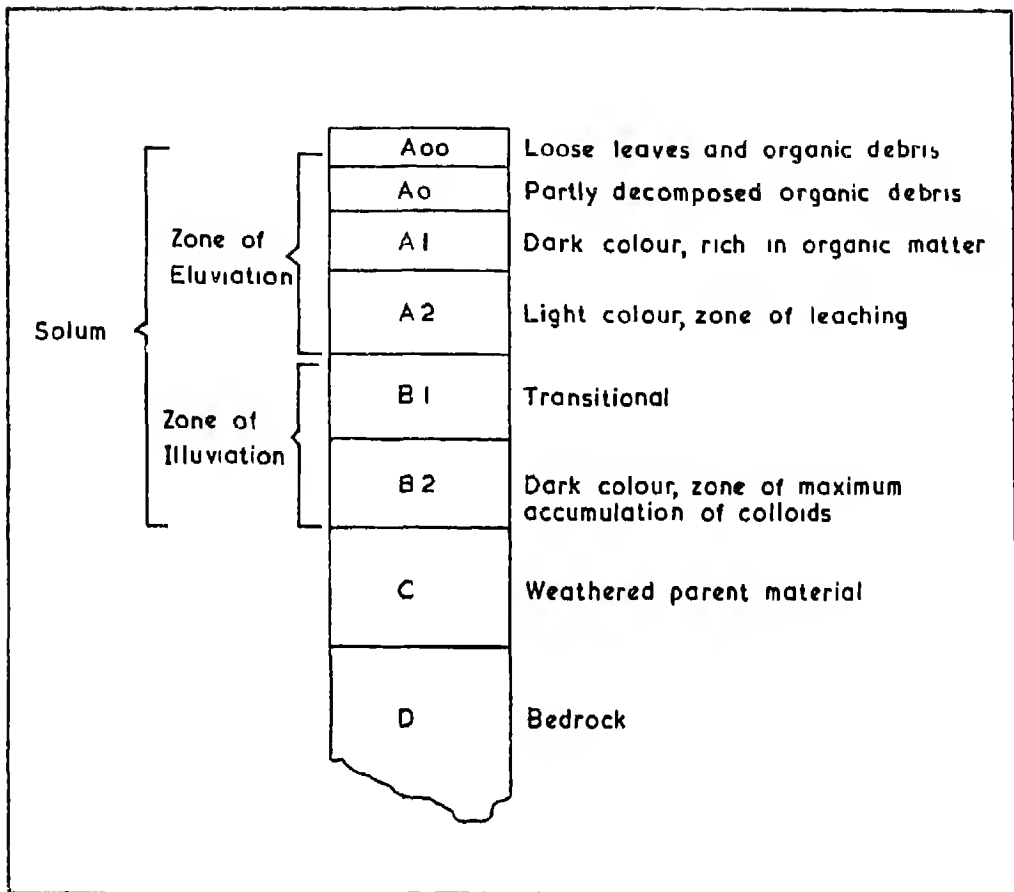 Aoo Loose leaves and organic debris
Ao Partly decomposed organic debris
Zone of
Eluviation
A1 Dark colour, rich in organic matter
Solum
A2 Light colour, zone of leaching
B1 Transitional
Zone of
Illuviation
B2 Dark colour, zone of maximum
accumulation of colloids
C Weathered parent material
D Bedrock